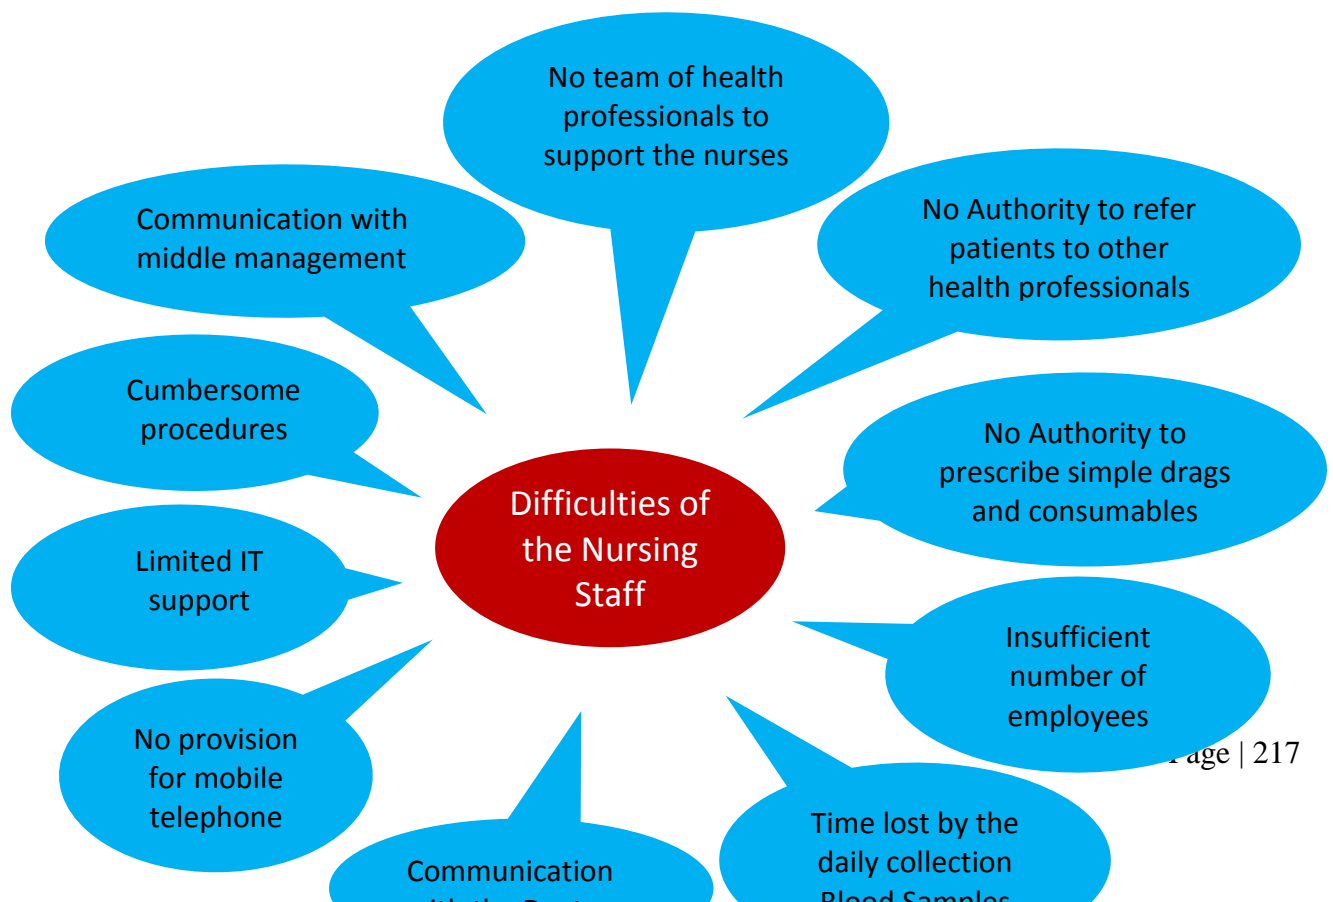 No team of health
professionals to
support the nurses
Communication with
middle management
No Authority to refer
patients to other
health professionals
Cumbersome
procedures
No Authority to
prescribe simple drags
and consumables
Difficulties of
the Nursing
Staff
Limited IT
support
Insufficient
number of
employees
No provision
for mobile
telephone
| 217
Time lost by the
daily collection
Blood Samples
Communication
the